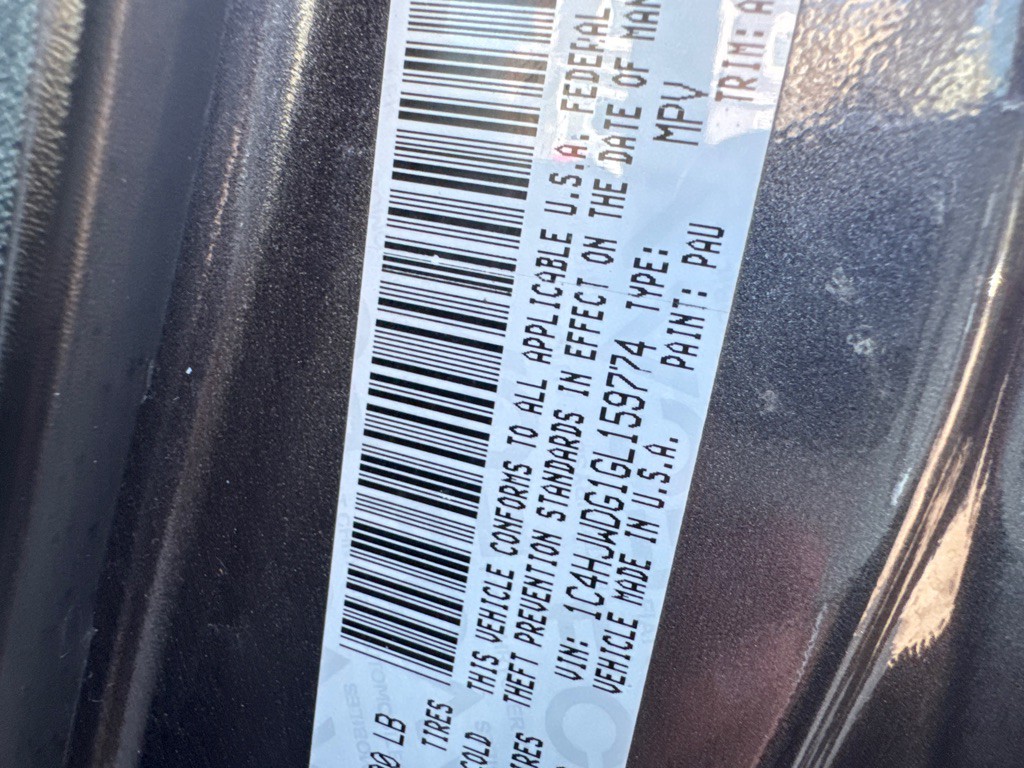 80 LB
TIRES
COLD
THIS VEHICLE CONFORMS TO ALL APPLICABLE U.S.A. FEDERAL
THEFT PREVENTION STANDARDS IN EFFECT ON THE DATE OF MAN
VIN: 1C4HJWDG1GL159774 TYPE: MPV
VEHICLE MADE IN U.S.A. PAINT: PAU TRIM: A